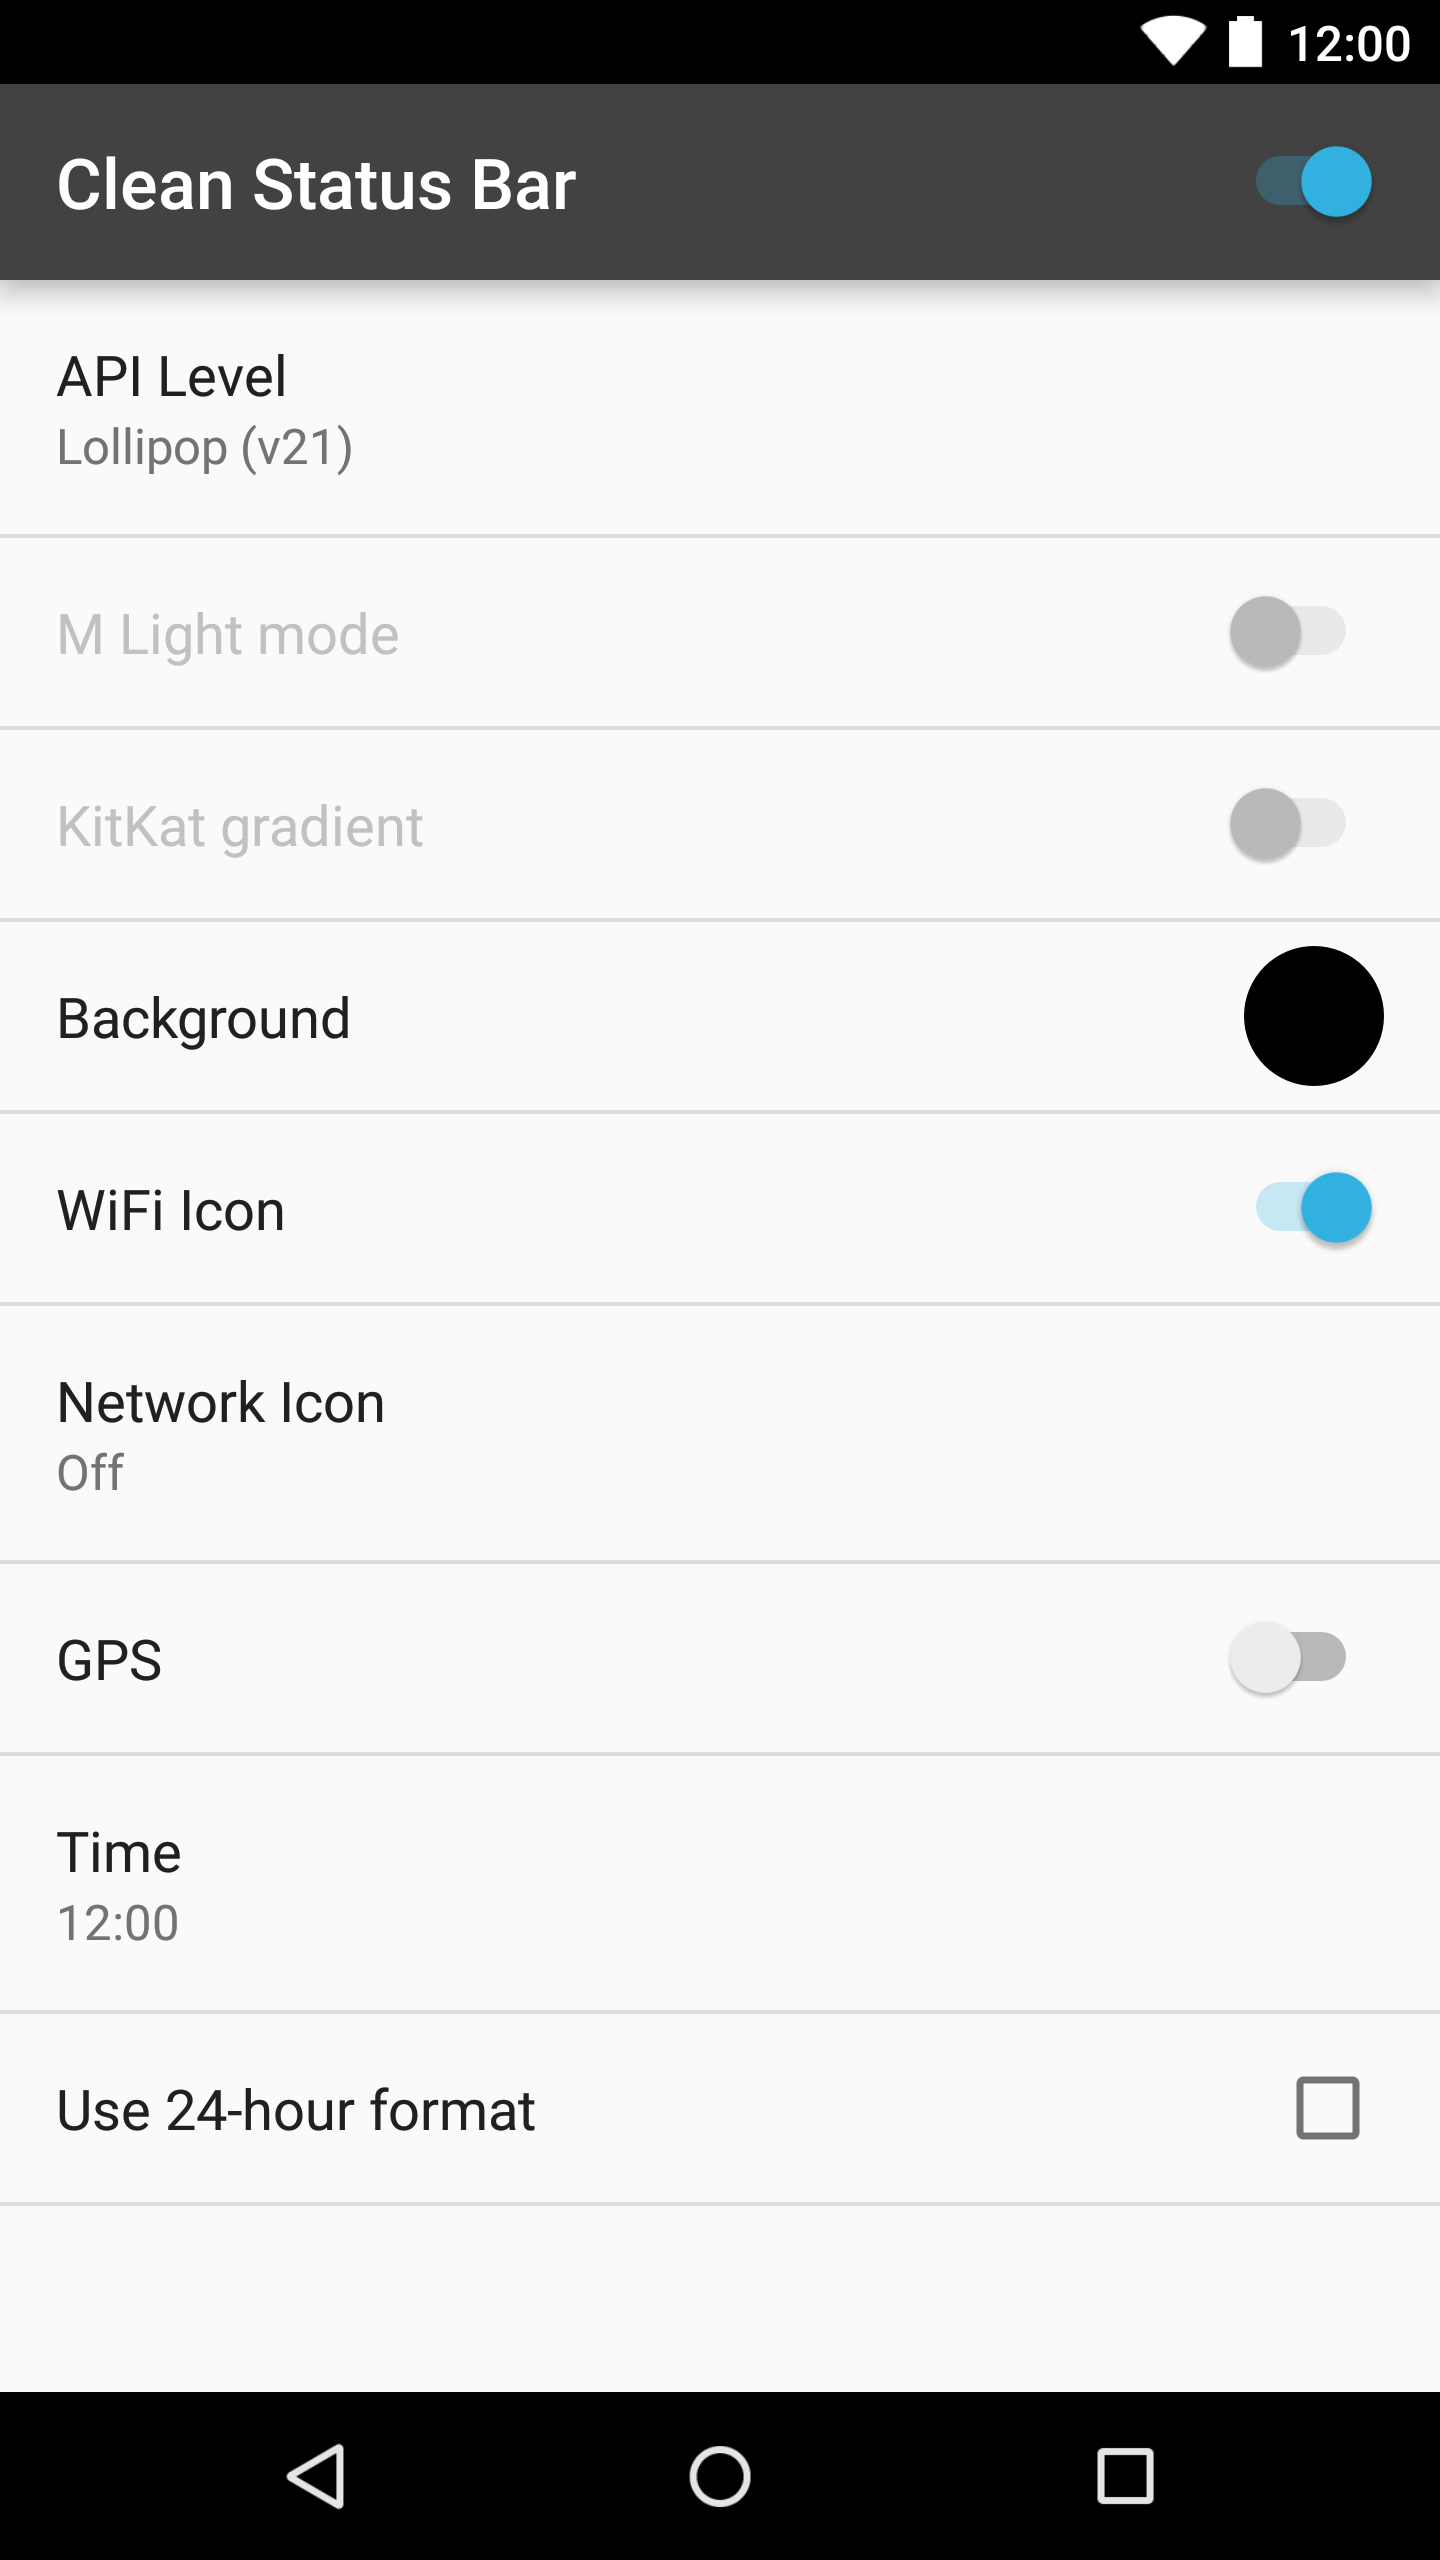 12:00
Clean Status Bar
API Level
Lollipop (v21)
M Light mode
KitKat gradient
Background
WiFi Icon
Network Icon
Off
GPS
Time
12:00
Use 24-hour format